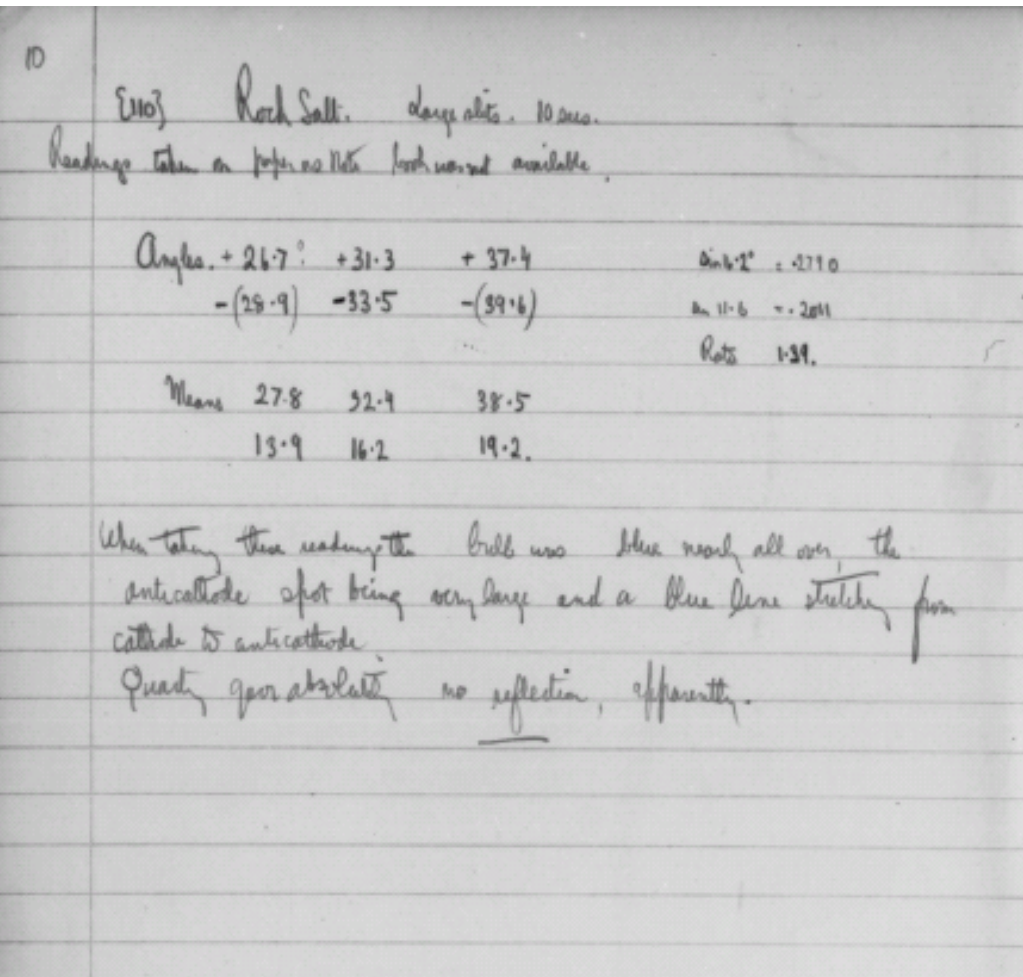 10
{110} Rock Salt. Large slits. 10 secs.
Readings taken on paper as Note book was not available.
Angles. + 26.7° +31.3 + 37.4
-(28.9) -33.5 -(39.6)
Sin 16.2° = .2790
sin 11.6 = .2011
Ratio 1.39.
Means 27.8 32.4 38.5
13.9 16.2 19.2.
When taking these readings the bulb was blue nearly all over, the
anticathode spot being very large and a blue line stretching from
cathode to anticathode
Quartz gave absolutely no reflection, apparently.